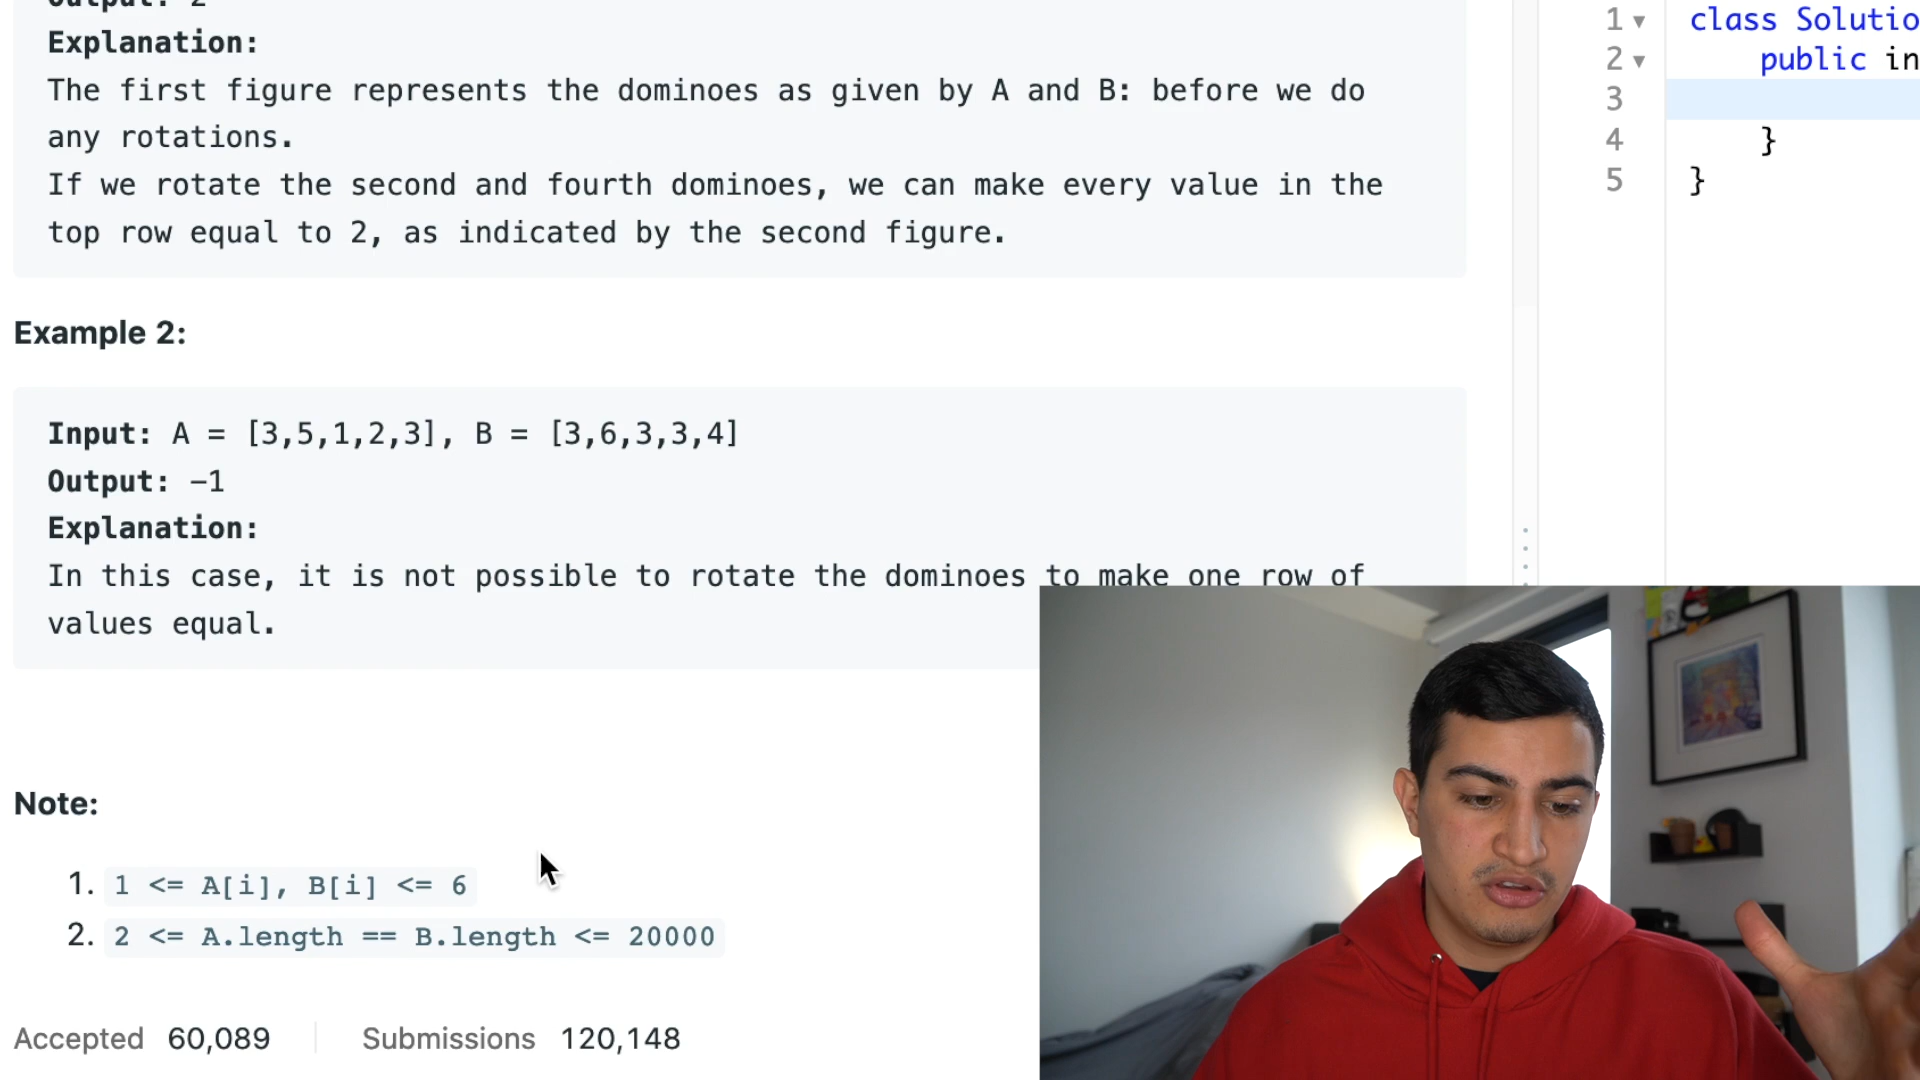 Output: 2
Explanation:
The first figure represents the dominoes as given by A and B: before we do
any rotations.
If we rotate the second and fourth dominoes, we can make every value in the
top row equal to 2, as indicated by the second figure.
Example 2:
Input: A = [3,5,1,2,3], B = [3,6,3,3,4]
Output: −1
Explanation:
In this case, it is not possible to rotate the dominoes to make one row of
values equal.
Note:
1. 1 <= A[i], B[i] <= 6
2. 2 <= A.length == B.length <= 20000
Accepted 60,089 Submissions 120,148
1 class Solutio
2 public in
3
4 }
5 }